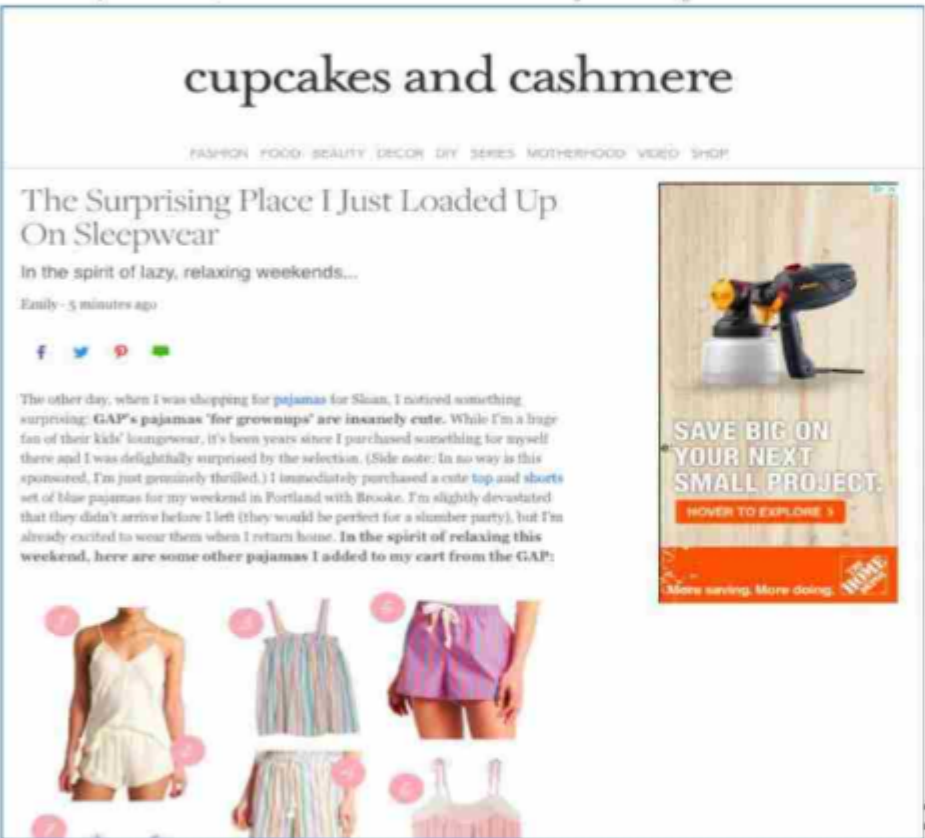 cupcakes and cashmere
FASHION FOOD BEAUTY DECOR DIY SERIES MOTHERHOOD VIDEO SHOP
The Surprising Place I Just Loaded Up
On Sleepwear
In the spirit of lazy, relaxing weekends...
Emily - 5 minutes ago
The other day, when I was shopping for pajamas for Sloan, I noticed something
surprising: GAP's pajamas "for grownups" are insanely cute. While I'm a huge
fan of their kids' loungewear, it's been years since I purchased something for myself
there and I was delightfully surprised by the selection. (Side note: In no way is this
sponsored, I'm just genuinely thrilled.) I immediately purchased a cute top and shorts
set of blue pajamas for my weekend in Portland with Brooke. I'm slightly devastated
that they didn't arrive before I left (they would be perfect for a slumber party), but I'm
already excited to wear them when I return home. In the spirit of relaxing this
weekend, here are some other pajamas I added to my cart from the GAP:
SAVE BIG ON
YOUR NEXT
SMALL PROJECT.
HOVER TO EXPLORE >
More saving. More doing.
THE HOME DEPOT